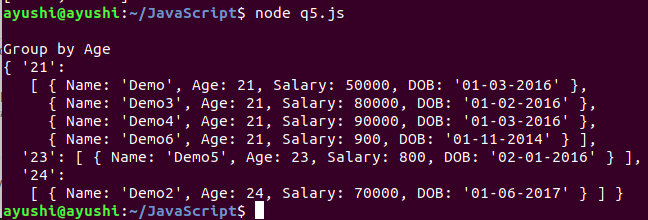 ayushi@ayushi:~/JavaScript$ node q5.js
Group by Age
{ '21':
[ { Name: 'Demo', Age: 21, Salary: 50000, DOB: '01-03-2016' },
{ Name: 'Demo3', Age: 21, Salary: 80000, DOB: '01-02-2016' },
{ Name: 'Demo4', Age: 21, Salary: 90000, DOB: '01-03-2016' },
{ Name: 'Demo6', Age: 21, Salary: 900, DOB: '01-11-2014' } ],
'23': [ { Name: 'Demo5', Age: 23, Salary: 800, DOB: '02-01-2016' } ],
'24':
[ { Name: 'Demo2', Age: 24, Salary: 70000, DOB: '01-06-2017' } ] }
ayushi@ayushi:~/JavaScript$